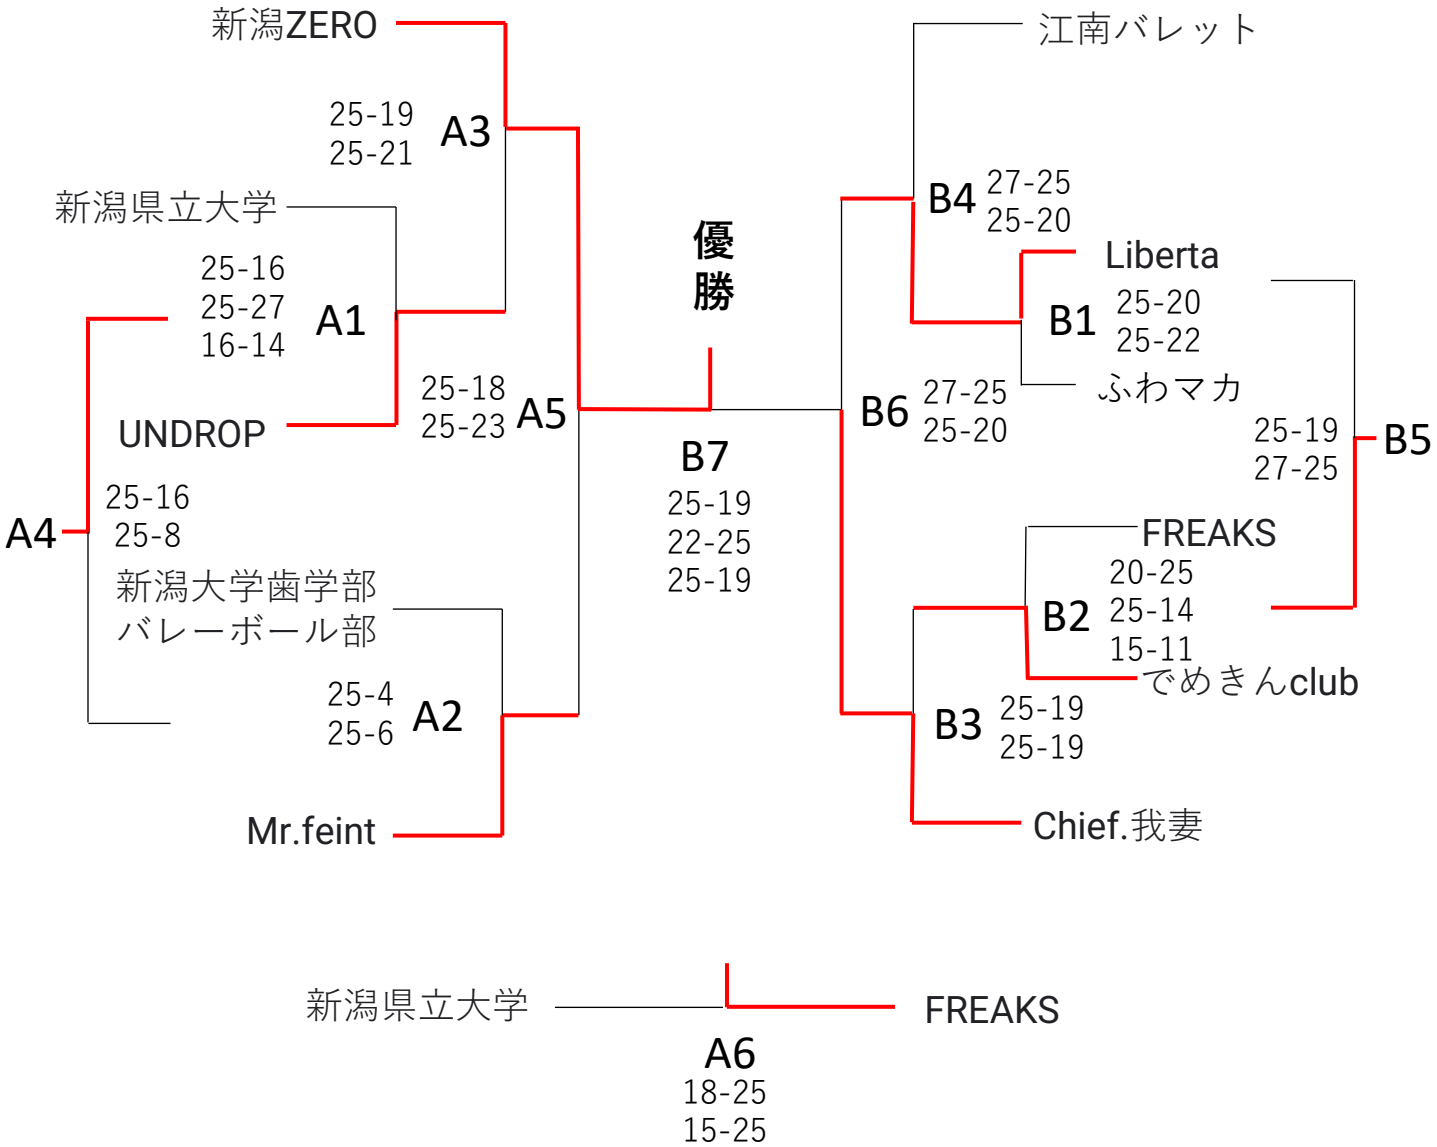 新潟ZERO
江南バレット
25-19
25-21
A3
新潟県立大学
B4
27-25
25-20
優
勝
Liberta
25-16
25-27
16-14
A1
B1
25-20
25-22
ふわマカ
25-18
25-23
A5
B6
27-25
25-20
UNDROP
B7
25-19
22-25
25-19
25-19
27-25
B5
A4
25-16
25-8
FREAKS
新潟大学歯学部
バレーボール部
B2
20-25
25-14
15-11
でめきんclub
25-4
25-6
A2
B3
25-19
25-19
Mr.feint
Chief.我妻
新潟県立大学
FREAKS
A6
18-25
15-25